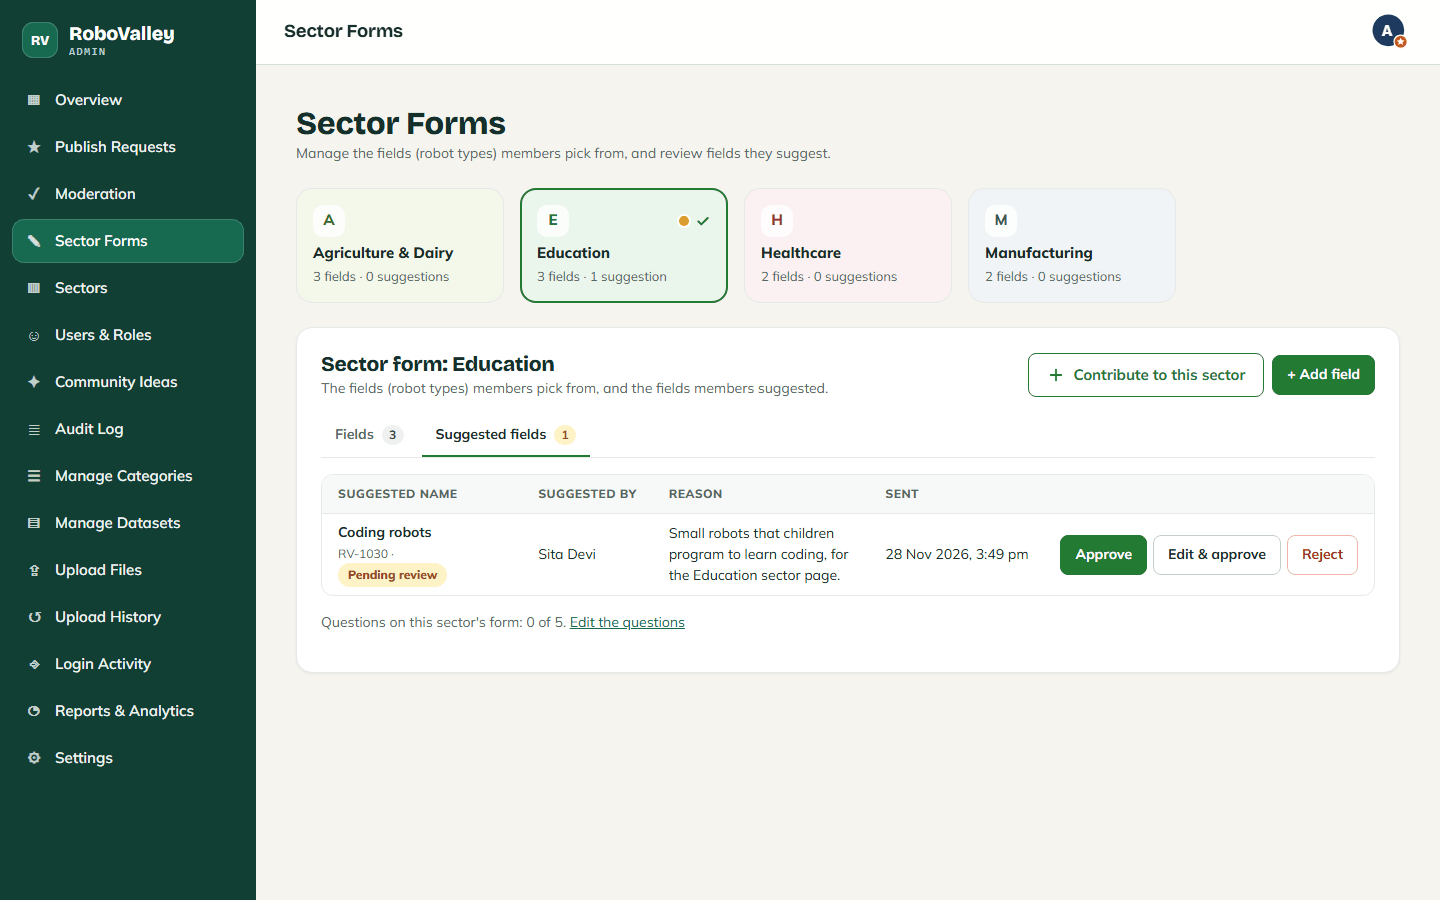 RV
RoboValley
ADMIN
Overview
Publish Requests
Moderation
Sector Forms
Sectors
Users & Roles
Community Ideas
Audit Log
Manage Categories
Manage Datasets
Upload Files
Upload History
Login Activity
Reports & Analytics
Settings
Sector Forms
A
Sector Forms
Manage the fields (robot types) members pick from, and review fields they suggest.
A
Agriculture & Dairy
3 fields · 0 suggestions
E
Education
3 fields · 1 suggestion
H
Healthcare
2 fields · 0 suggestions
M
Manufacturing
2 fields · 0 suggestions
Sector form: Education
The fields (robot types) members pick from, and the fields members suggested.
+ Contribute to this sector
+ Add field
Fields 3
Suggested fields 1
SUGGESTED NAME SUGGESTED BY REASON SENT
Coding robots
RV-1030 ·
Pending review
Sita Devi
Small robots that children
program to learn coding, for
the Education sector page.
28 Nov 2026, 3:49 pm
Approve
Edit & approve
Reject
Questions on this sector's form: 0 of 5. Edit the questions